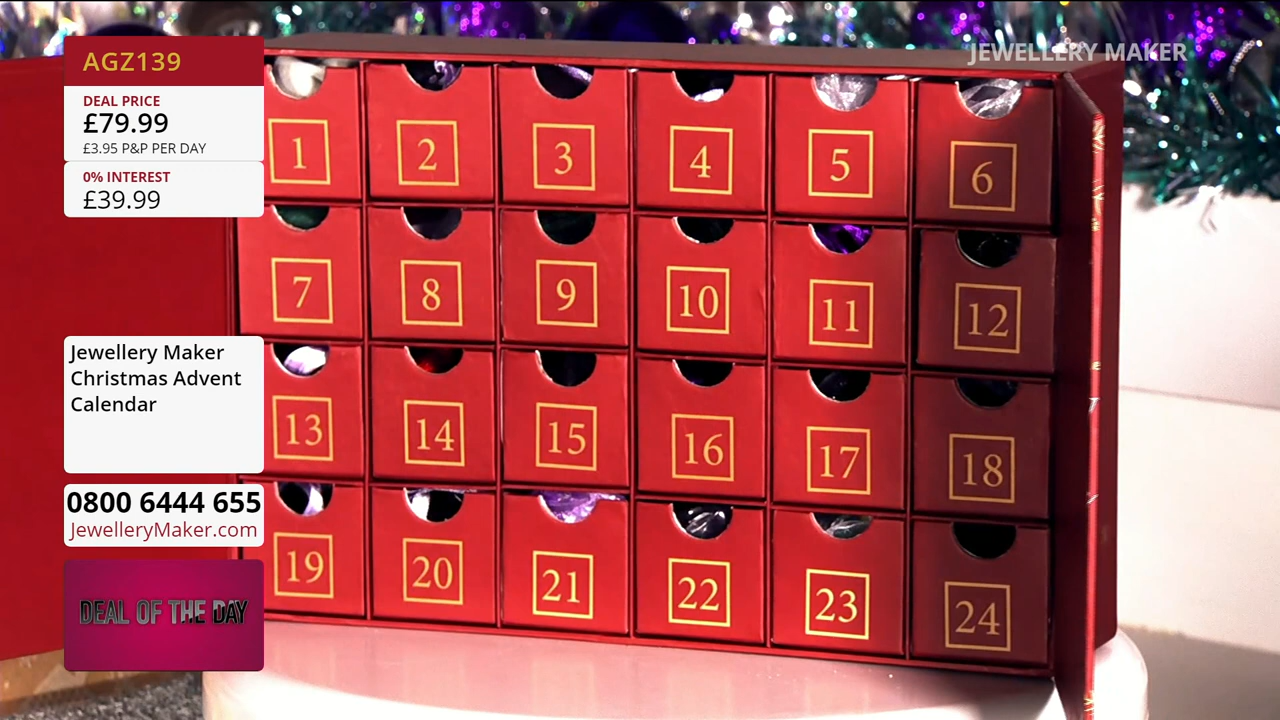 JEWELLERY MAKER
AGZ139
DEAL PRICE
£79.99
£3.95 P&P PER DAY
0% INTEREST
£39.99
Jewellery Maker
Christmas Advent
Calendar
0800 6444 655
JewelleryMaker.com
DEAL OF THE DAY
1 2 3 4 5 6
7 8 9 10 11 12
13 14 15 16 17 18
19 20 21 22 23 24